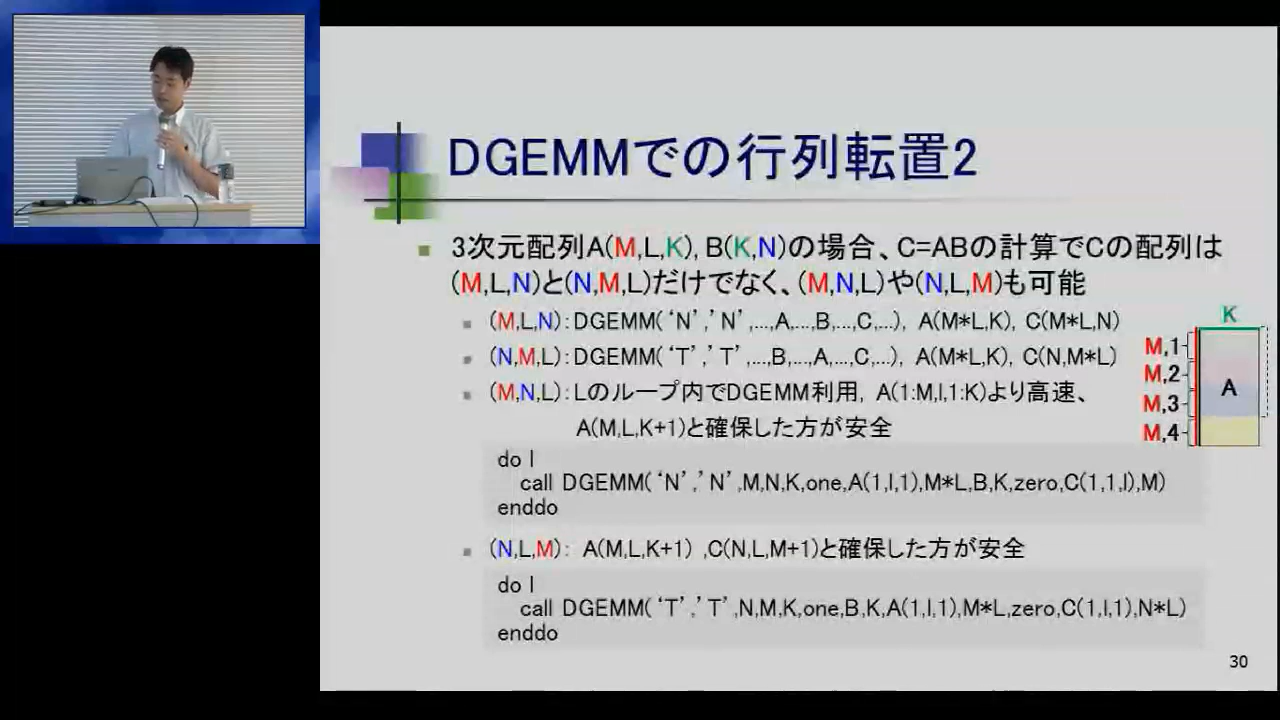 DGEMMでの行列転置2
3次元配列A(M,L,K), B(K,N)の場合、C=ABの計算でCの配列は
(M,L,N)と(N,M,L)だけでなく、(M,N,L)や(N,L,M)も可能
(M,L,N): DGEMM(‘N’,’N’,...,A,...,B,...,C,...), A(M*L,K), C(M*L,N)
(N,M,L): DGEMM(‘T’,’T’,...,B,...,A,...,C,...), A(M*L,K), C(N,M*L)
(M,N,L): Lのループ内でDGEMM利用, A(1:M,l,1:K)より高速、
A(M,L,K+1)と確保した方が安全
do l
call DGEMM(‘N’,’N’,M,N,K,one,A(1,l,1),M*L,B,K,zero,C(1,1,l),M)
enddo
(N,L,M): A(M,L,K+1) ,C(N,L,M+1)と確保した方が安全
do l
call DGEMM(‘T’,’T’,N,M,K,one,B,K,A(1,l,1),M*L,zero,C(1,l,1),N*L)
enddo
K
M,1
M,2
A
M,3
M,4
30